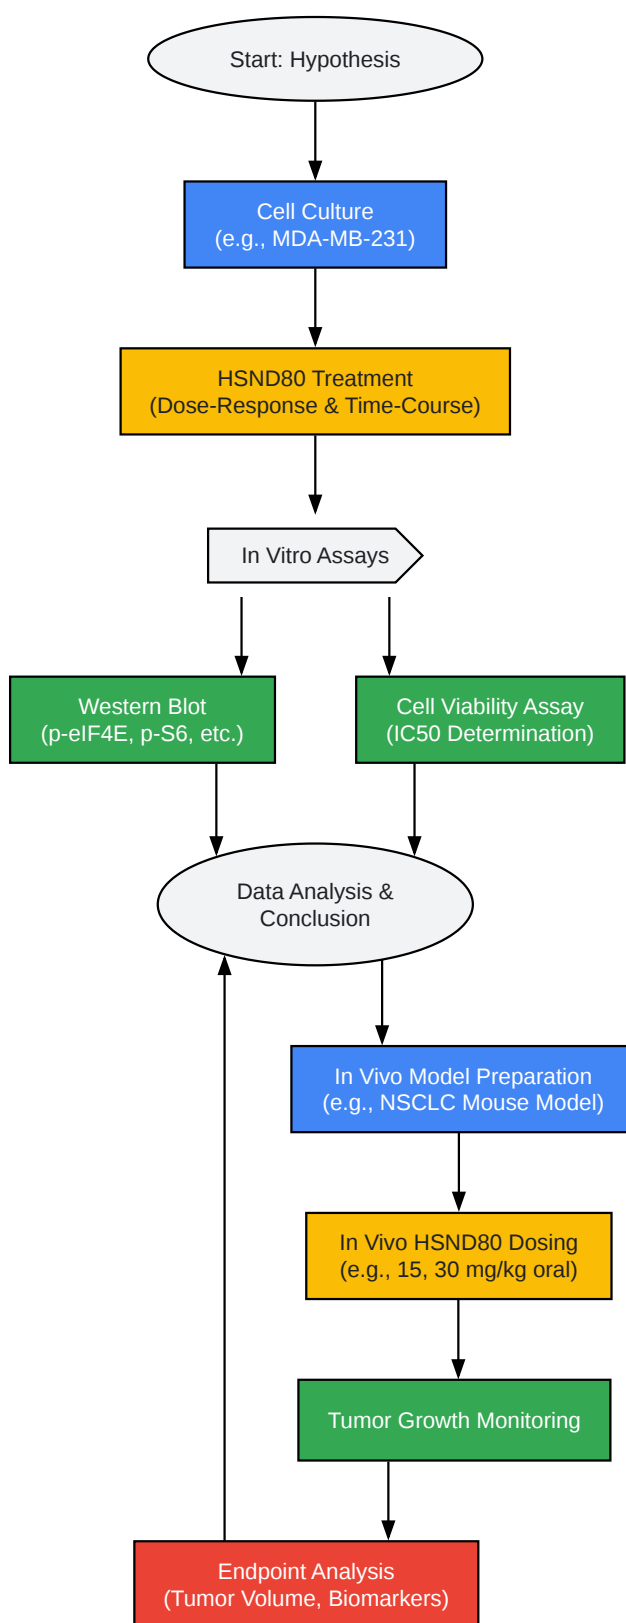 Start: Hypothesis
Cell Culture
(e.g., MDA-MB-231)
HSND80 Treatment
(Dose-Response & Time-Course)
In Vitro Assays
Western Blot
(p-eIF4E, p-S6, etc.)
Cell Viability Assay
(IC50 Determination)
Data Analysis &
Conclusion
In Vivo Model Preparation
(e.g., NSCLC Mouse Model)
In Vivo HSND80 Dosing
(e.g., 15, 30 mg/kg oral)
Tumor Growth Monitoring
Endpoint Analysis
(Tumor Volume, Biomarkers)